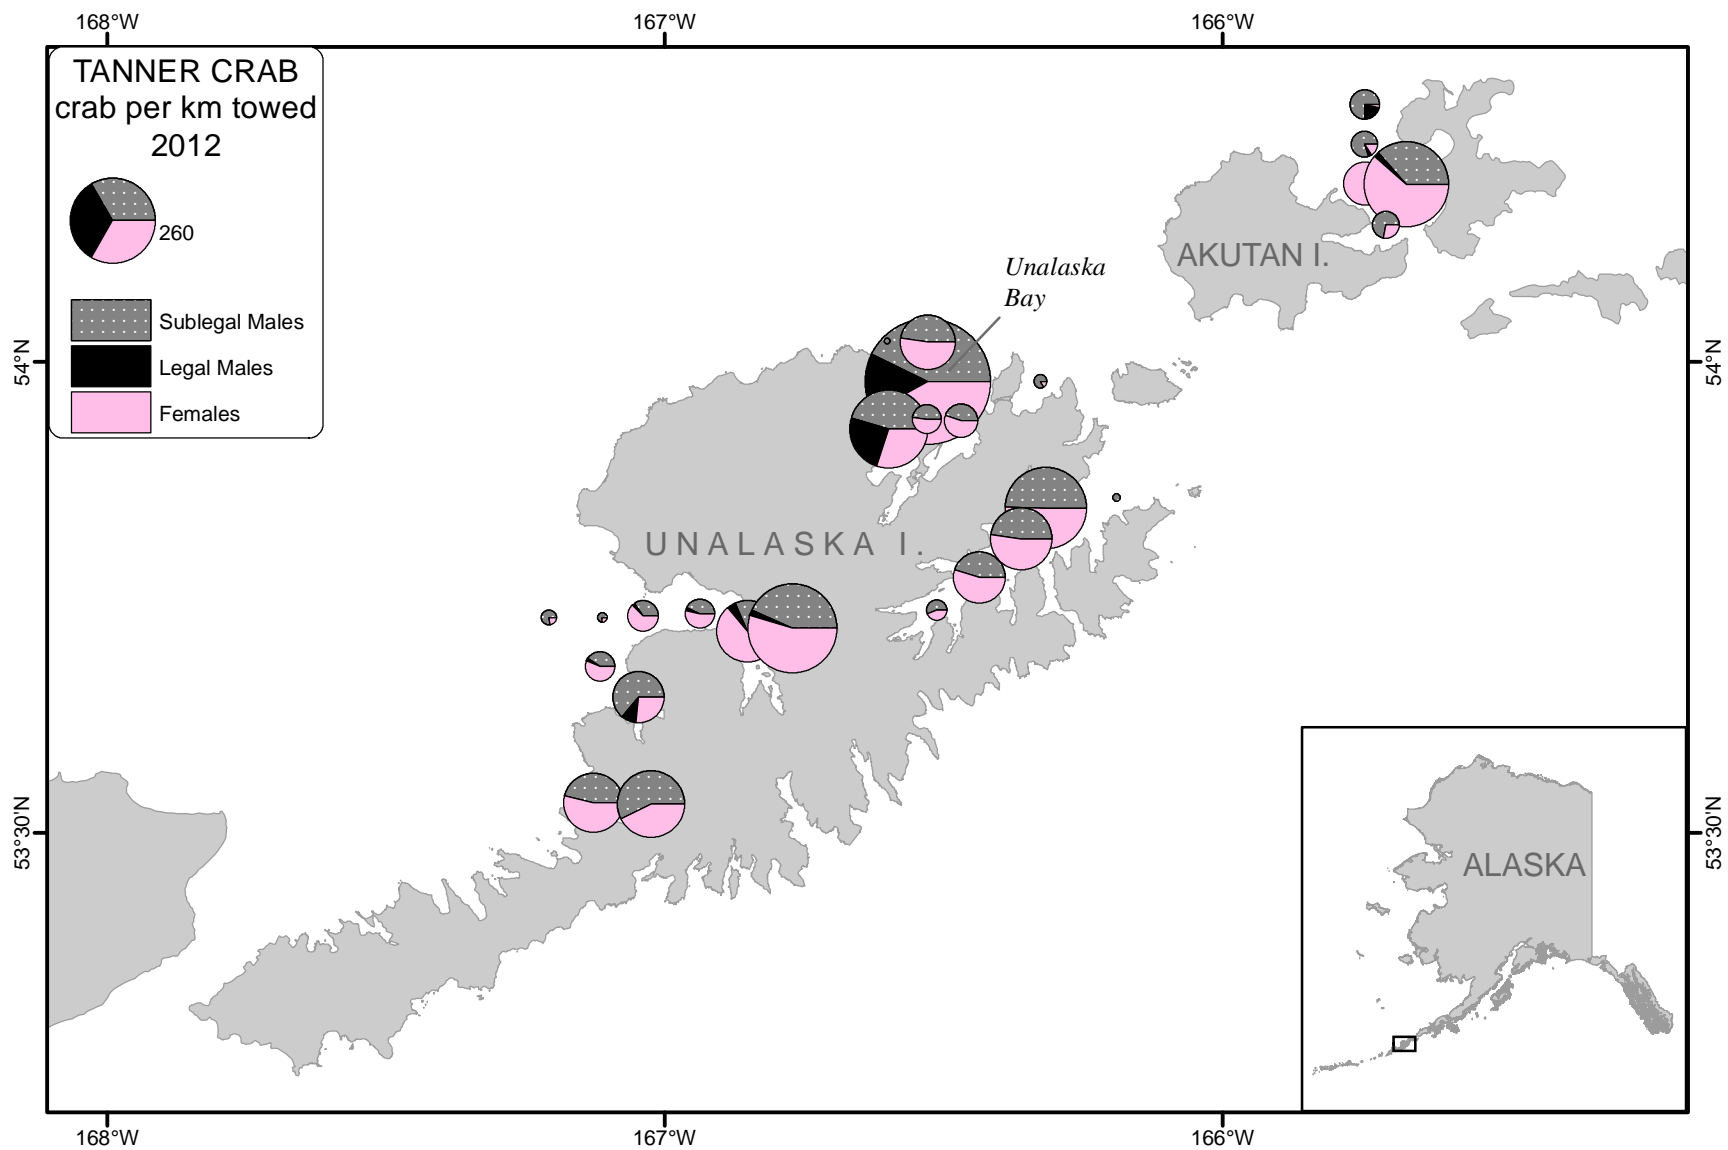 168°W 167°W 166°W
TANNER CRAB
crab per km towed
2012
260
Sublegal Males
Legal Males
Females
Unalaska
Bay
AKUTAN I.
54°N 54°N
UNALASKA I.
53°30'N 53°30'N
ALASKA
168°W 167°W 166°W